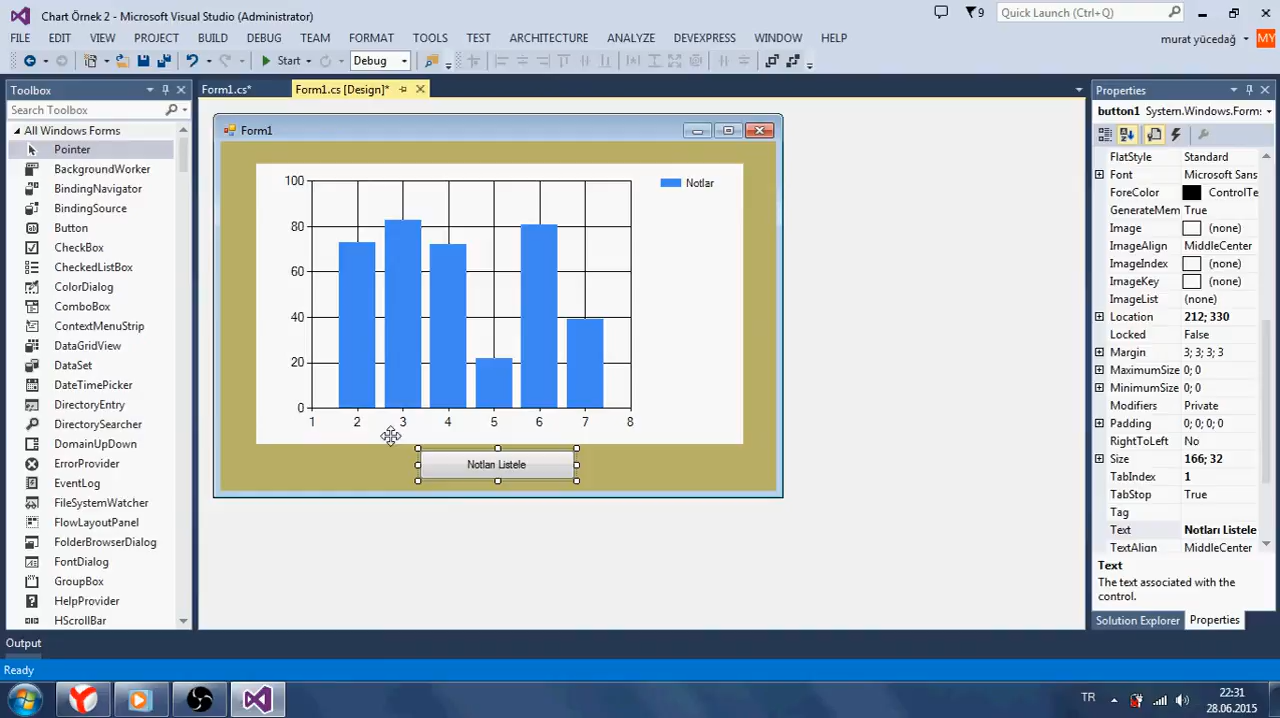 Chart Örnek 2 - Microsoft Visual Studio (Administrator)
9
Quick Launch (Ctrl+Q)
FILE EDIT VIEW PROJECT BUILD DEBUG TEAM FORMAT TOOLS TEST ARCHITECTURE ANALYZE DEVEXPRESS WINDOW HELP
murat yücedağ
MY
Start
Debug
Toolbox
Form1.cs*
Form1.cs [Design]*
Properties
Search Toolbox
button1 System.Windows.Form:
All Windows Forms
Pointer
BackgroundWorker
BindingNavigator
BindingSource
Button
CheckBox
CheckedListBox
ColorDialog
ComboBox
ContextMenuStrip
DataGridView
DataSet
DateTimePicker
DirectoryEntry
DirectorySearcher
DomainUpDown
ErrorProvider
EventLog
FileSystemWatcher
FlowLayoutPanel
FolderBrowserDialog
FontDialog
GroupBox
HelpProvider
HScrollBar
Form1
100
80
60
40
20
0
1 2 3 4 5 6 7 8
Notlar
Notları Listele
FlatStyle Standard
Font Microsoft Sans
ForeColor ControlTe
GenerateMem True
Image (none)
ImageAlign MiddleCenter
ImageIndex (none)
ImageKey (none)
ImageList (none)
Location 212; 330
Locked False
Margin 3; 3; 3; 3
MaximumSize 0; 0
MinimumSize 0; 0
Modifiers Private
Padding 0; 0; 0; 0
RightToLeft No
Size 166; 32
TabIndex 1
TabStop True
Tag
Text Notları Listele
TextAlign MiddleCenter
Text
The text associated with the
control.
Solution Explorer Properties
Output
Ready
TR
22:31
28.06.2015